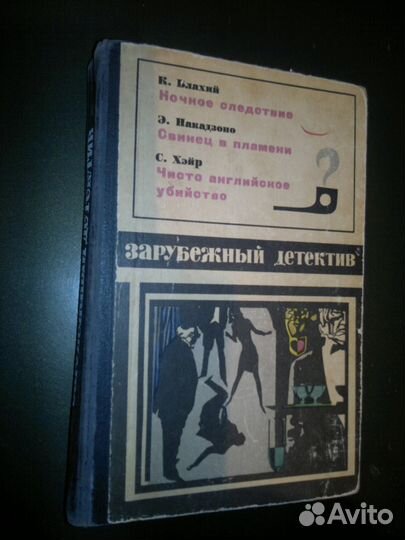 К. Блахий
Ночное следствие
Э. Накадзоно
Свинец в пламени
С. Хэйр
Чисто английское
убийство
?
ЗАРУБЕЖНЫЙ ДЕТЕКТИВ
Avito